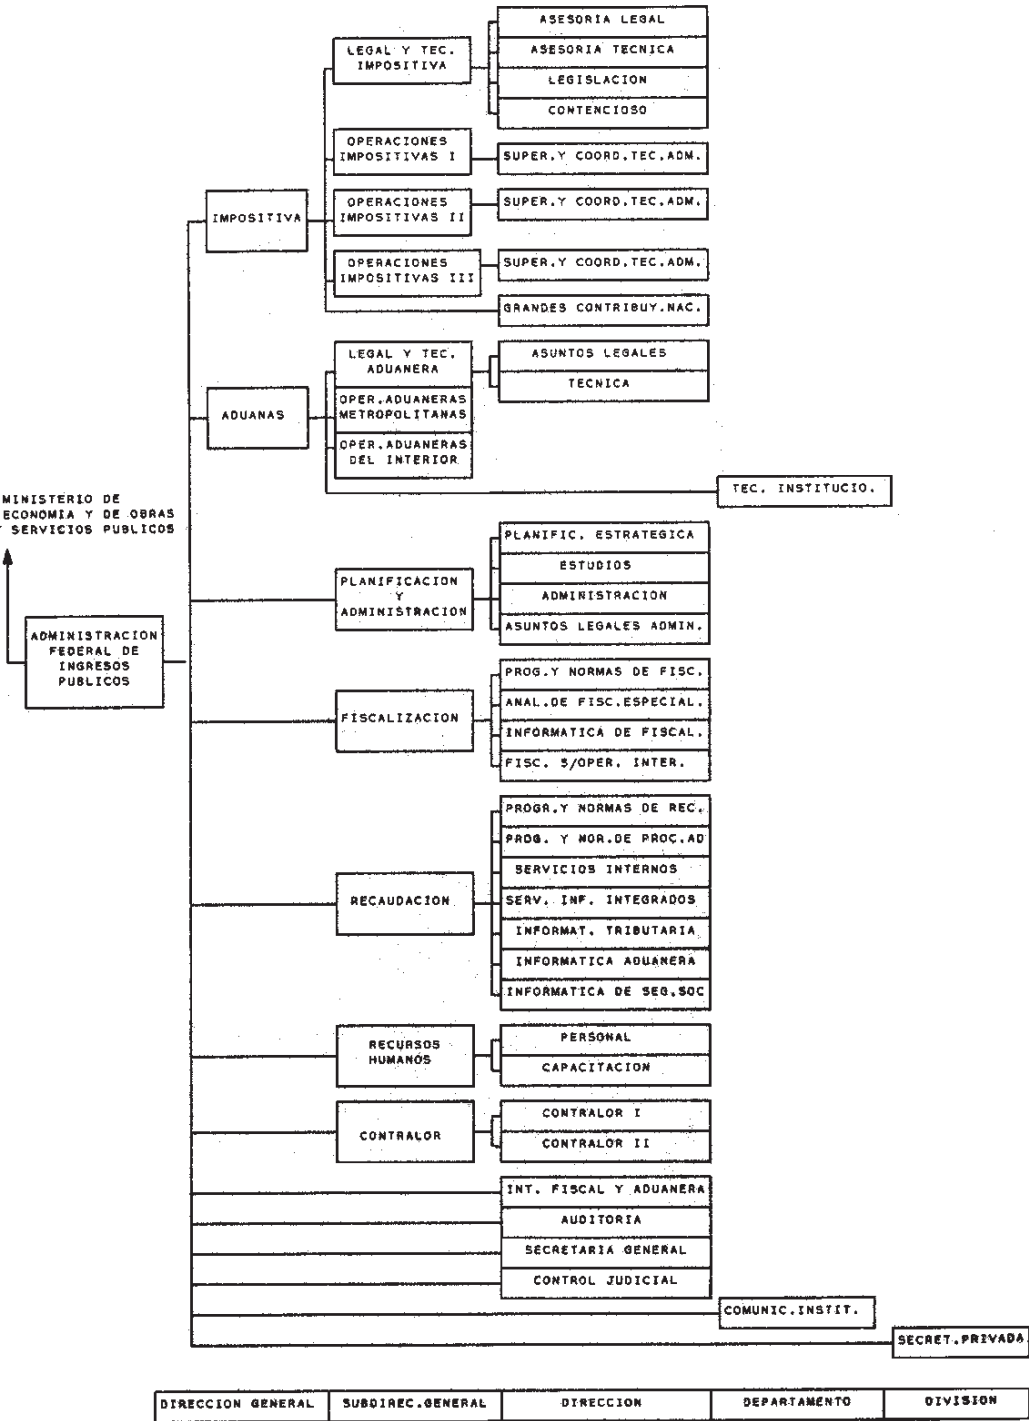 ASESORIA LEGAL
LEGAL Y TEC.
IMPOSITIVA
ASESORIA TECNICA
LEGISLACION
CONTENCIOSO
OPERACIONES
IMPOSITIVAS I
SUPER.Y COORD.TEC.ADM.
IMPOSITIVA
OPERACIONES
IMPOSITIVAS II
SUPER.Y COORD.TEC.ADM.
OPERACIONES
IMPOSITIVAS III
SUPER.Y COORD.TEC.ADM.
GRANDES CONTRIBUY.NAC.
ADUANAS
LEGAL Y TEC.
ADUANERA
ASUNTOS LEGALES
TECNICA
OPER.ADUANERAS
METROPOLITANAS
OPER.ADUANERAS
DEL INTERIOR
TEC. INSTITUCIO.
MINISTERIO DE
ECONOMIA Y DE OBRAS
Y SERVICIOS PUBLICOS
ADMINISTRACION
FEDERAL DE
INGRESOS
PUBLICOS
PLANIFICACION
Y
ADMINISTRACION
PLANIFIC. ESTRATEGICA
ESTUDIOS
ADMINISTRACION
ASUNTOS LEGALES ADMIN.
FISCALIZACION
PROG.Y NORMAS DE FISC.
ANAL.DE FISC.ESPECIAL.
INFORMATICA DE FISCAL.
FISC. S/OPER. INTER.
RECAUDACION
PROGR.Y NORMAS DE REC.
PROG. Y NOR.DE PROC.AD
SERVICIOS INTERNOS
SERV. INF. INTEGRADOS
INFORMAT. TRIBUTARIA
INFORMATICA ADUANERA
INFORMATICA DE SEG.SOC
RECURSOS
HUMANOS
PERSONAL
CAPACITACION
CONTRALOR
CONTRALOR I
CONTRALOR II
INT. FISCAL Y ADUANERA
AUDITORIA
SECRETARIA GENERAL
CONTROL JUDICIAL
COMUNIC.INSTIT.
SECRET.PRIVADA
DIRECCION GENERAL SUBDIREC.GENERAL DIRECCION DEPARTAMENTO DIVISION